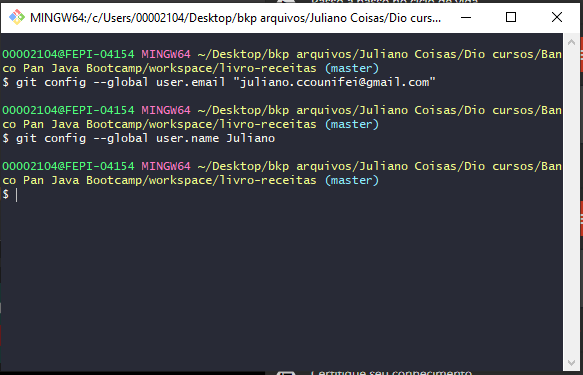 MINGW64:/c/Users/00002104/Desktop/bkp arquivos/Juliano Coisas/Dio curs...
00002104@FEPI-04154 MINGW64 ~/Desktop/bkp arquivos/Juliano Coisas/Dio cursos/Ban
co Pan Java Bootcamp/workspace/livro-receitas (master)
$ git config --global user.email "juliano.ccounifei@gmail.com"
00002104@FEPI-04154 MINGW64 ~/Desktop/bkp arquivos/Juliano Coisas/Dio cursos/Ban
co Pan Java Bootcamp/workspace/livro-receitas (master)
$ git config --global user.name Juliano
00002104@FEPI-04154 MINGW64 ~/Desktop/bkp arquivos/Juliano Coisas/Dio cursos/Ban
co Pan Java Bootcamp/workspace/livro-receitas (master)
$
Certifique seu conhecimento